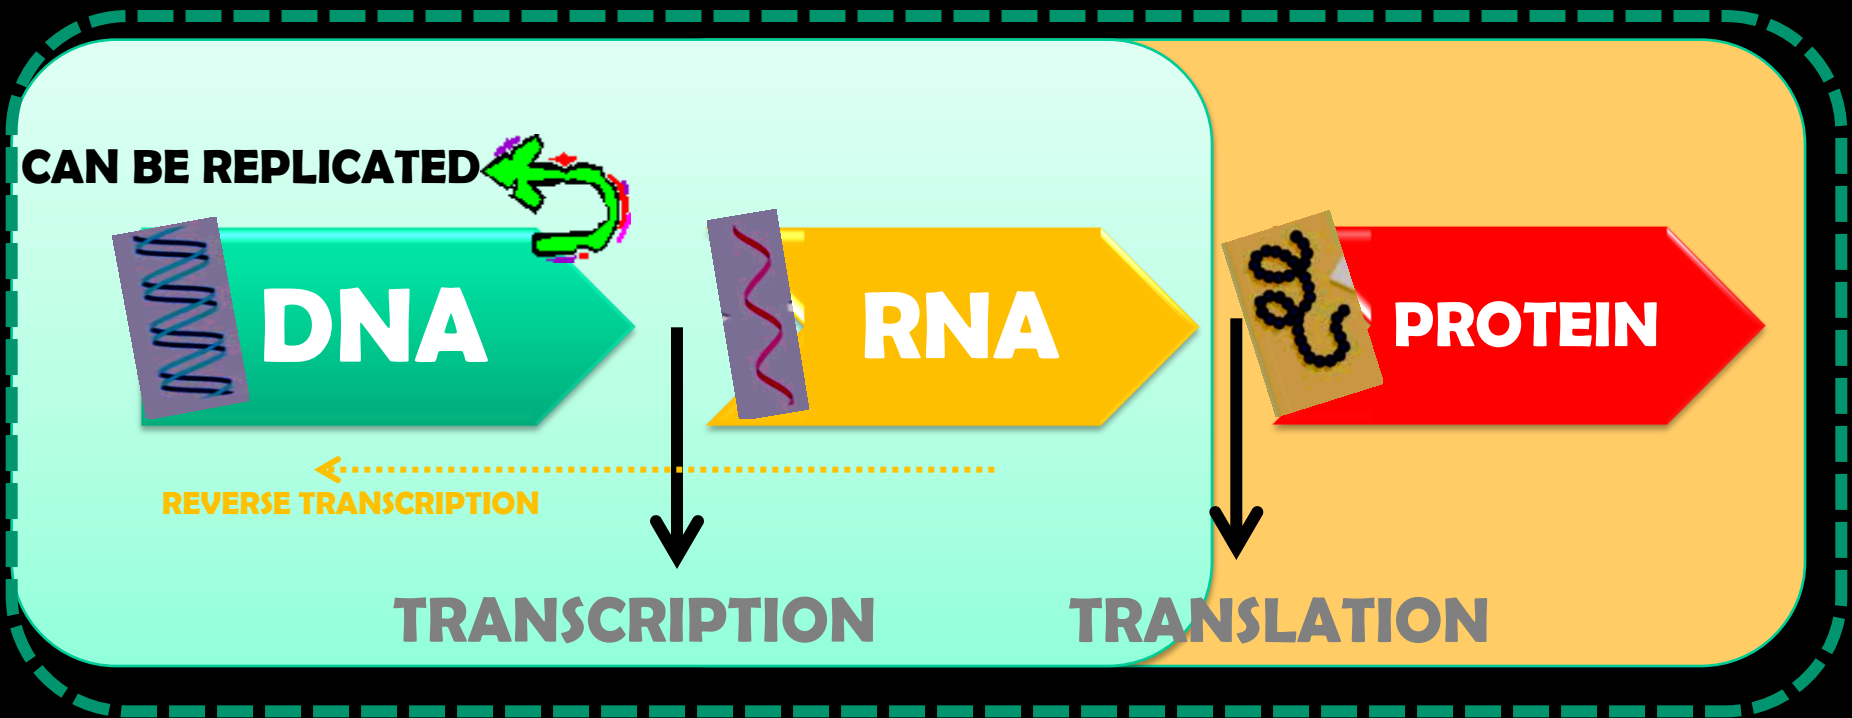 CAN BE REPLICATED
DNA
RNA
PROTEIN
REVERSE TRANSCRIPTION
TRANSCRIPTION
TRANSLATION